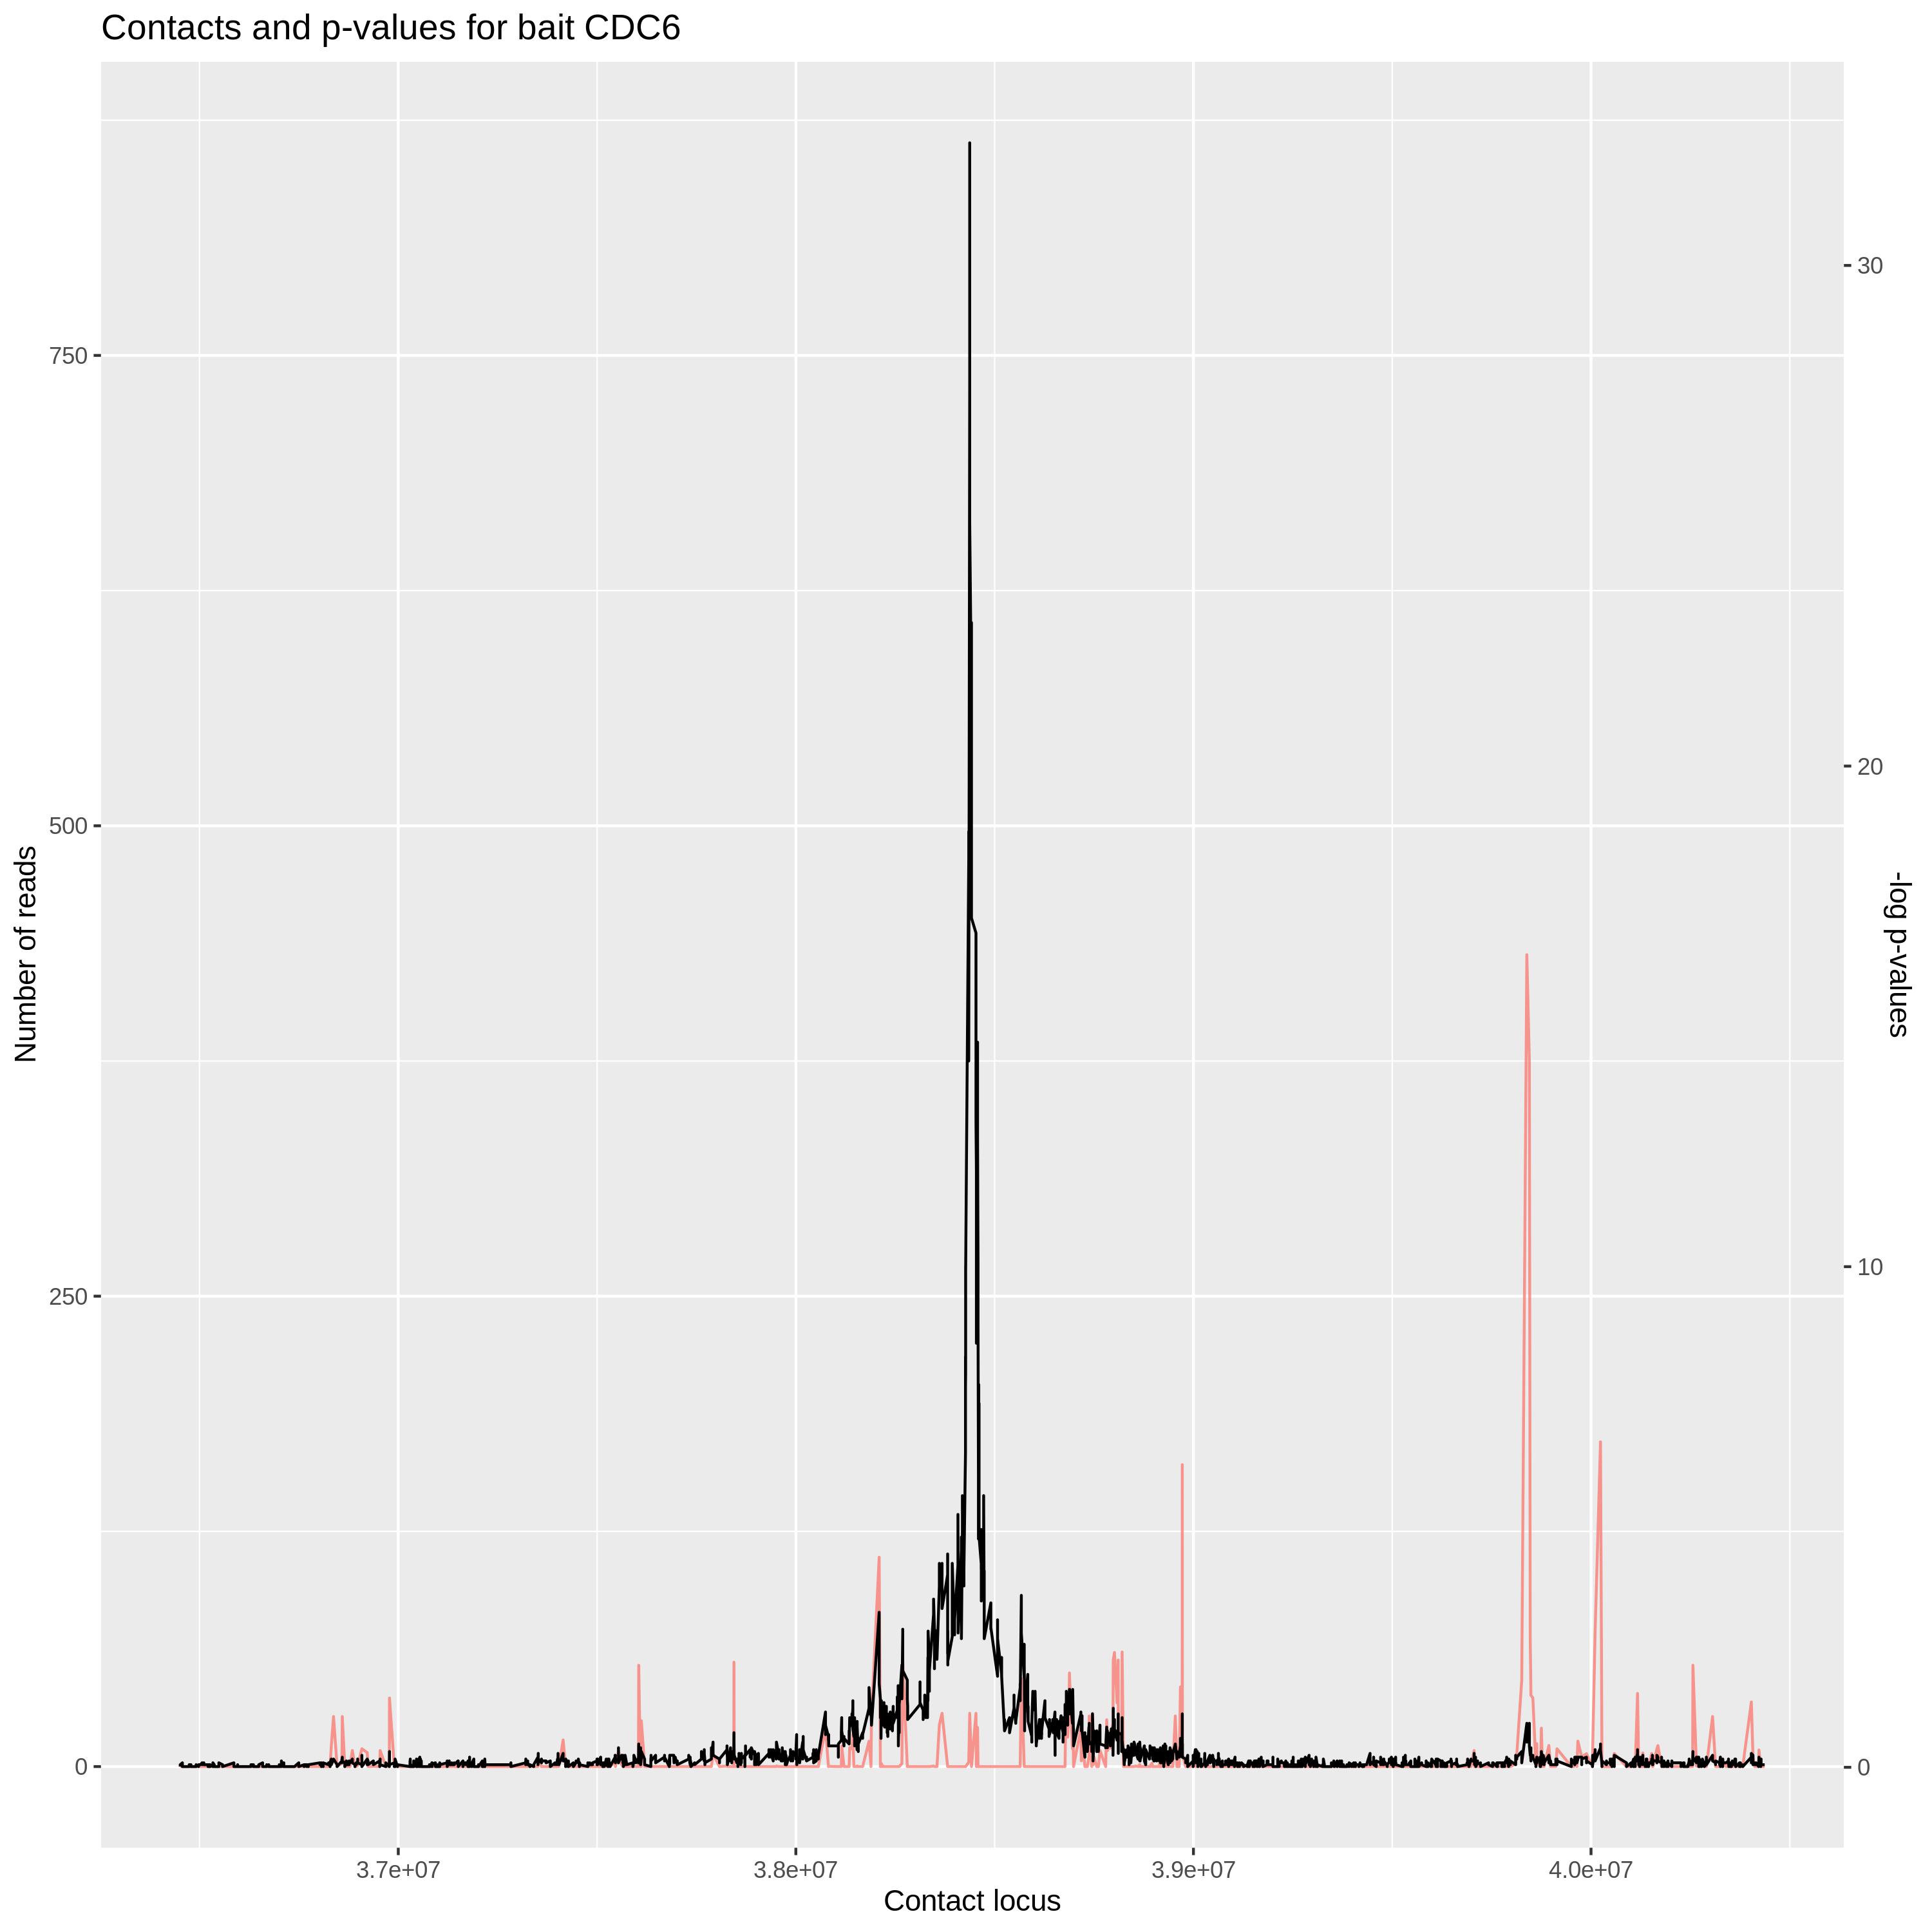 Contacts and p-values for bait CDC6
Number of reads
750
500
250
0
30
20
10
0
-log p-values
3.7e+07 3.8e+07 3.9e+07 4.0e+07
Contact locus